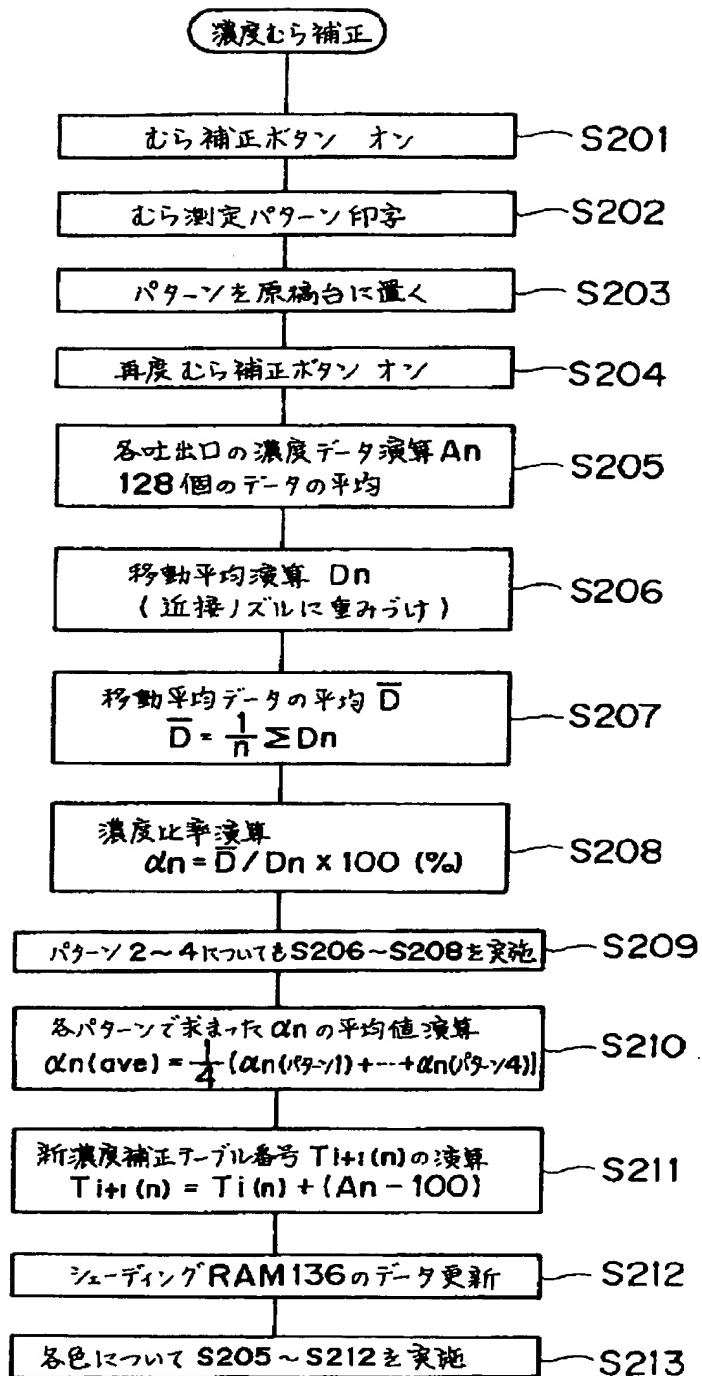 濃度むら補正
むら補正ボタン オン
S201
むら測定パターン印字
S202
パターンを原稿台に置く
S203
再度むら補正ボタン オン
S204
各吐出口の濃度データ演算An
128個のデータの平均
S205
移動平均演算 Dn
(近接ノズルに重みづけ)
S206
移動平均データの平均 D̅
D̅ = 1/n ΣDn
S207
濃度比率演算
αn = D̅ / Dn x 100 (%)
S208
パターン2〜4についてもS206〜S208を実施
S209
各パターンで求まったαnの平均値演算
αn(ave) = 1/4 {αn(パターン1)+…+αn(パターン4)}
S210
新濃度補正テーブル番号 Ti+1(n)の演算
Ti+1(n) = Ti(n) + (An − 100)
S211
シェーディングRAM136のデータ更新
S212
各色について S205〜S212を実施
S213